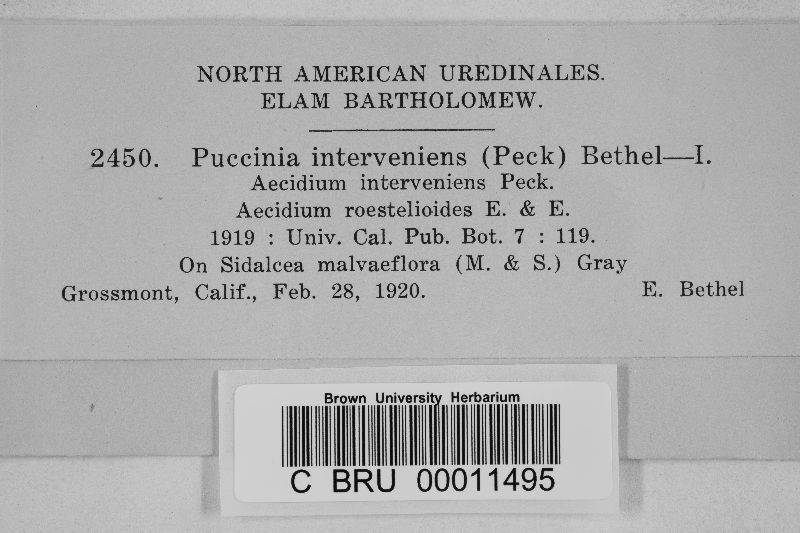 NORTH AMERICAN UREDINALES.
ELAM BARTHOLOMEW.
2450. Puccinia interveniens (Peck) Bethel—I.
Aecidium interveniens Peck.
Aecidium roestelioides E. & E.
1919 : Univ. Cal. Pub. Bot. 7 : 119.
On Sidalcea malvaeflora (M. & S.) Gray
Grossmont, Calif., Feb. 28, 1920. E. Bethel
Brown University Herbarium
C BRU 00011495